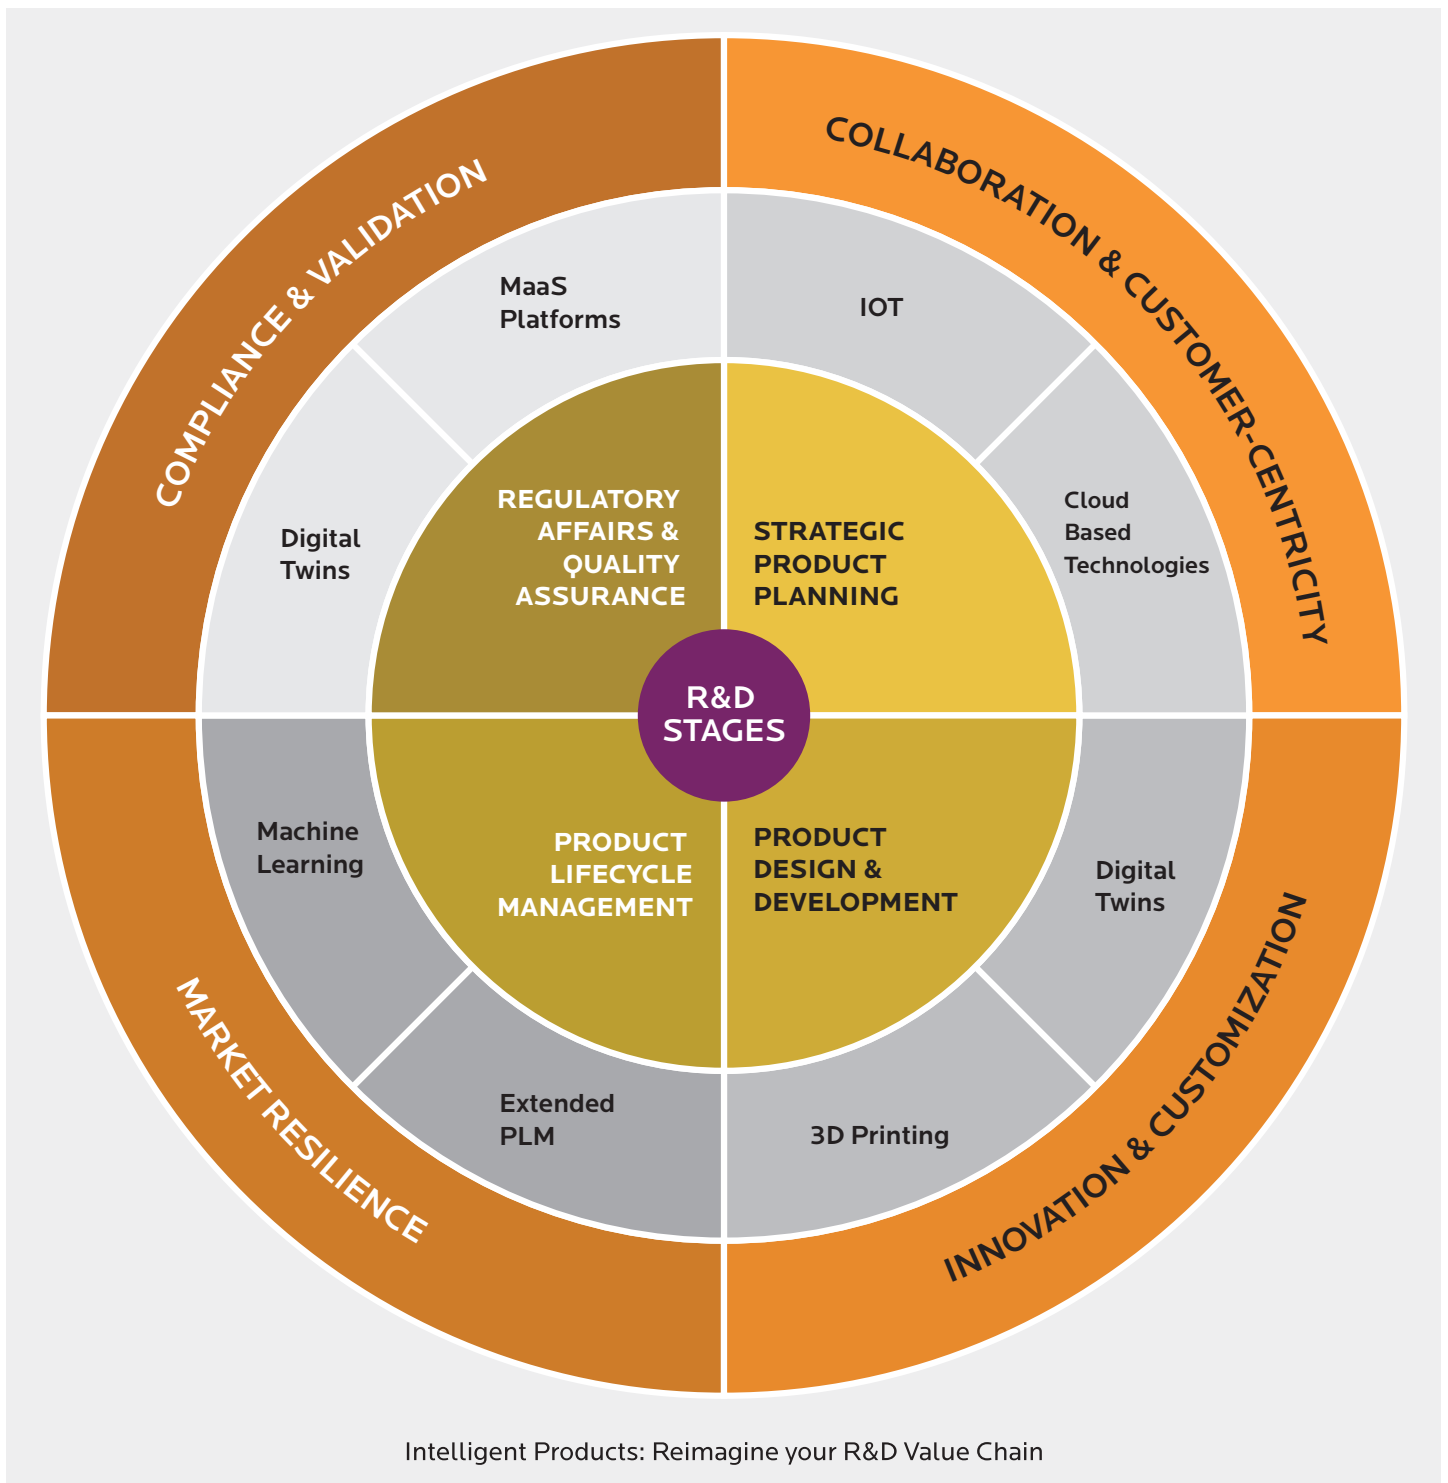 COMPLIANCE & VALIDATION
COLLABORATION & CUSTOMER-CENTRICITY
MaaS
Platforms
IOT
Digital
Twins
Cloud
Based
Technologies
REGULATORY
AFFAIRS &
QUALITY
ASSURANCE
STRATEGIC
PRODUCT
PLANNING
R&D
STAGES
PRODUCT
LIFECYCLE
MANAGEMENT
PRODUCT
DESIGN &
DEVELOPMENT
Machine
Learning
Digital
Twins
Extended
PLM
3D Printing
MARKET RESILIENCE
INNOVATION & CUSTOMIZATION
Intelligent Products: Reimagine your R&D Value Chain